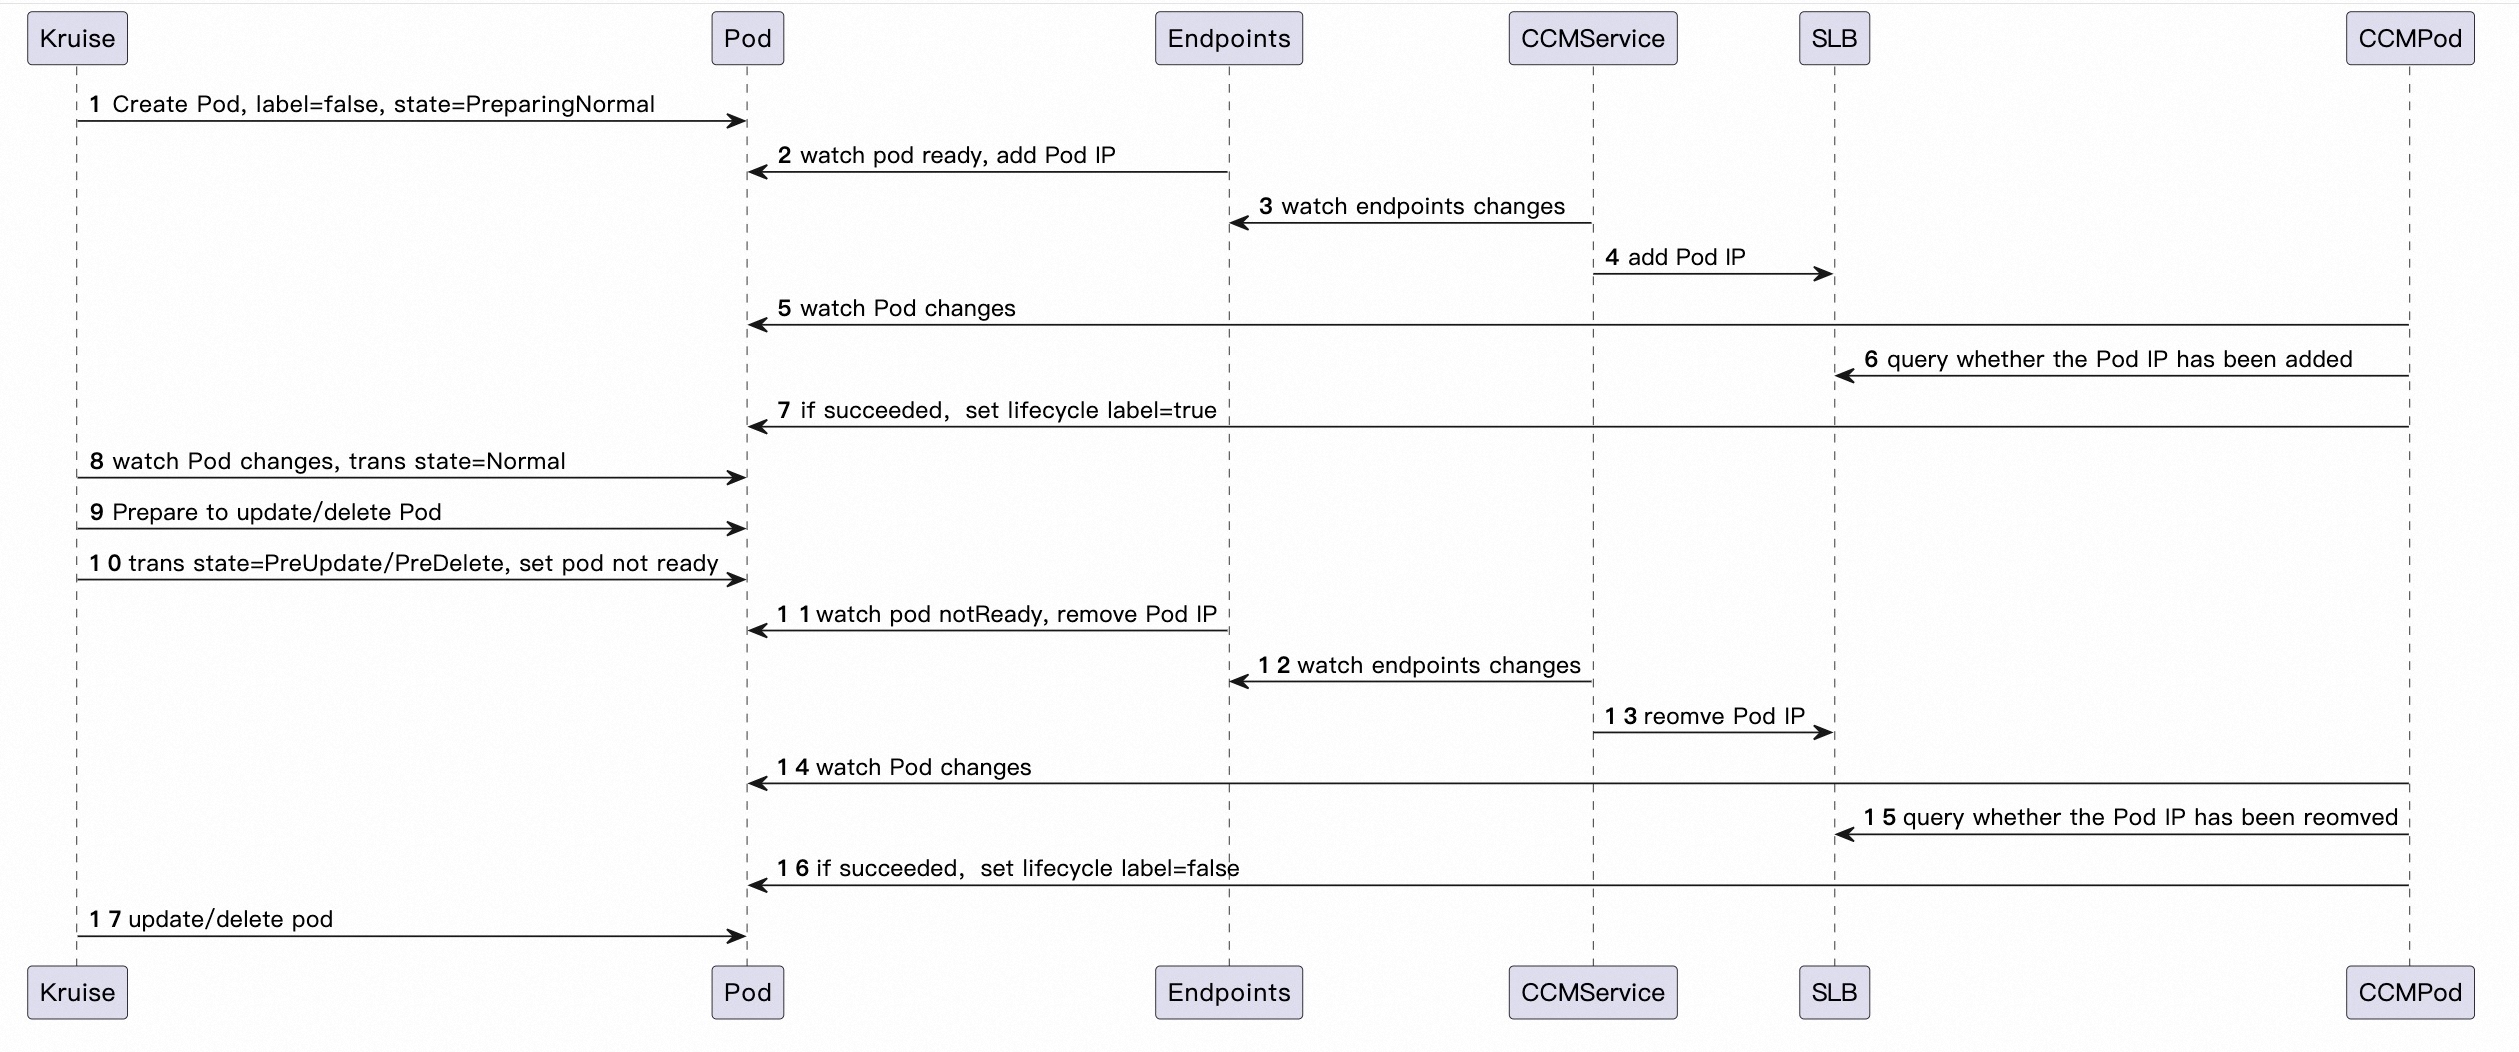 Kruise Pod Endpoints CCMService SLB CCMPod
1 Create Pod, label=false, state=PreparingNormal
2 watch pod ready, add Pod IP
3 watch endpoints changes
4 add Pod IP
5 watch Pod changes
6 query whether the Pod IP has been added
7 if succeeded， set lifecycle label=true
8 watch Pod changes, trans state=Normal
9 Prepare to update/delete Pod
10 trans state=PreUpdate/PreDelete, set pod not ready
11 watch pod notReady, remove Pod IP
12 watch endpoints changes
13 reomve Pod IP
14 watch Pod changes
15 query whether the Pod IP has been reomved
16 if succeeded， set lifecycle label=false
17 update/delete pod
Kruise Pod Endpoints CCMService SLB CCMPod